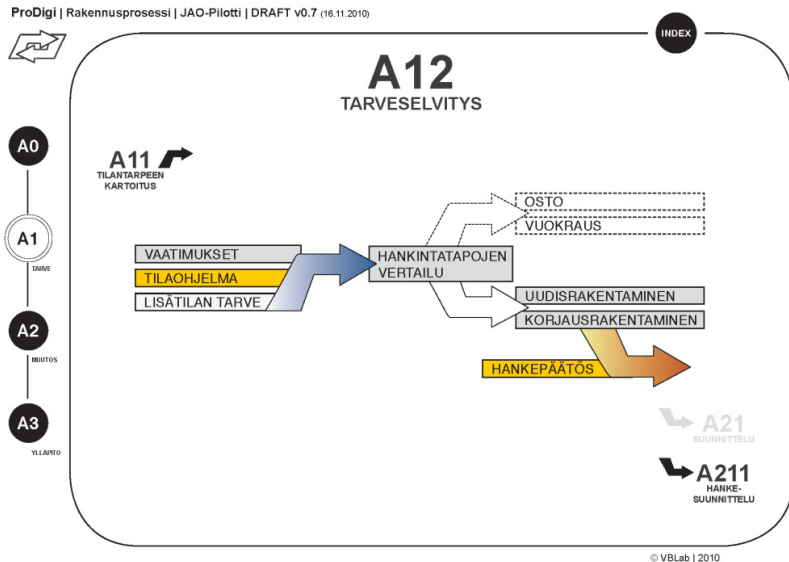 ProDigi | Rakennusprosessi | JAO-Pilotti | DRAFT v0.7 (16.11.2010)
INDEX
A12
TARVESELVITYS
A0
A1
TARVE
A2
MUUTOS
A3
YLLÄPITO
A11
TILANTARPEEN
KARTOITUS
VAATIMUKSET
TILAOHJELMA
LISÄTILAN TARVE
HANKINTATAPOJEN
VERTAILU
OSTO
VUOKRAUS
UUDISRAKENTAMINEN
KORJAUSRAKENTAMINEN
HANKEPÄÄTÖS
A21
SUUNNITTELU
A211
HANKE-
SUUNNITTELU
© VBLab | 2010